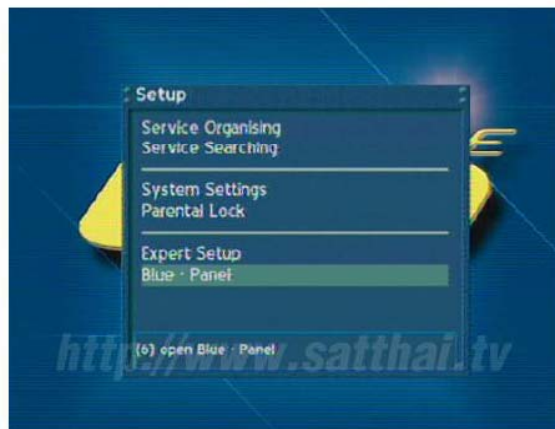 Setup
Service Organising
Service Searching
System Settings
Parental Lock
Expert Setup
Blue - Panel
(6) open Blue - Panel
http://www.satthai.tv